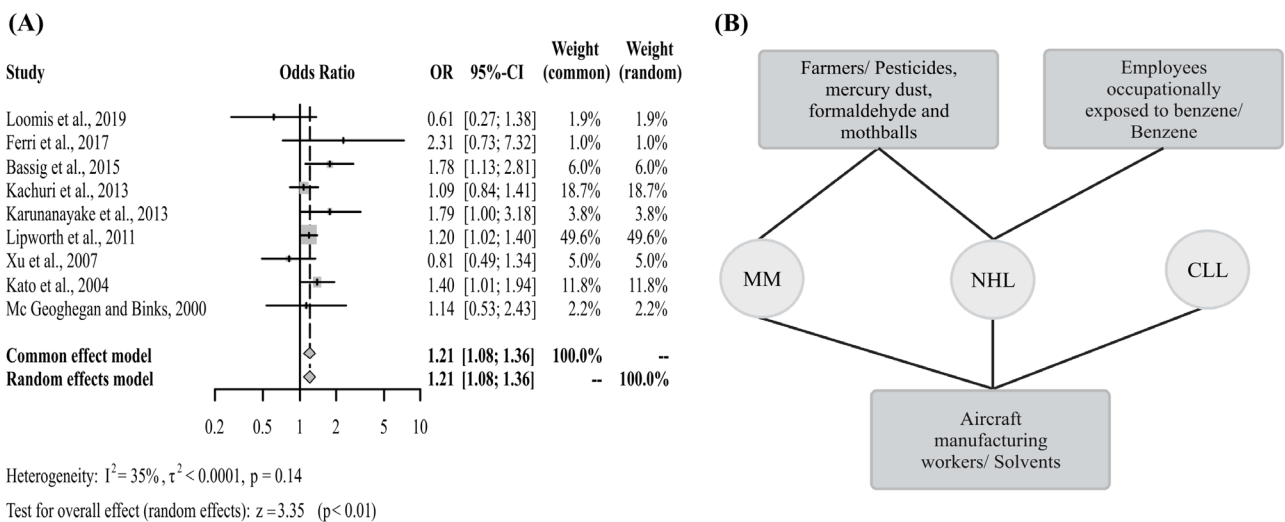 (A)
Study Odds Ratio OR 95%-CI Weight (common) Weight (random)
Loomis et al., 2019 0.61 [0.27; 1.38] 1.9% 1.9%
Ferri et al., 2017 2.31 [0.73; 7.32] 1.0% 1.0%
Bassig et al., 2015 1.78 [1.13; 2.81] 6.0% 6.0%
Kachuri et al., 2013 1.09 [0.84; 1.41] 18.7% 18.7%
Karunanayake et al., 2013 1.79 [1.00; 3.18] 3.8% 3.8%
Lipworth et al., 2011 1.20 [1.02; 1.40] 49.6% 49.6%
Xu et al., 2007 0.81 [0.49; 1.34] 5.0% 5.0%
Kato et al., 2004 1.40 [1.01; 1.94] 11.8% 11.8%
Mc Geoghegan and Binks, 2000 1.14 [0.53; 2.43] 2.2% 2.2%
Common effect model 1.21 [1.08; 1.36] 100.0% --
Random effects model 1.21 [1.08; 1.36] -- 100.0%
0.2 0.5 1 2 5 10
Heterogeneity: I² = 35%, τ² < 0.0001, p = 0.14
Test for overall effect (random effects): z = 3.35 (p < 0.01)
(B)
Farmers/ Pesticides,
mercury dust,
formaldehyde and
mothballs
Employees
occupationally
exposed to benzene/
Benzene
MM
NHL
CLL
Aircraft
manufacturing
workers/ Solvents